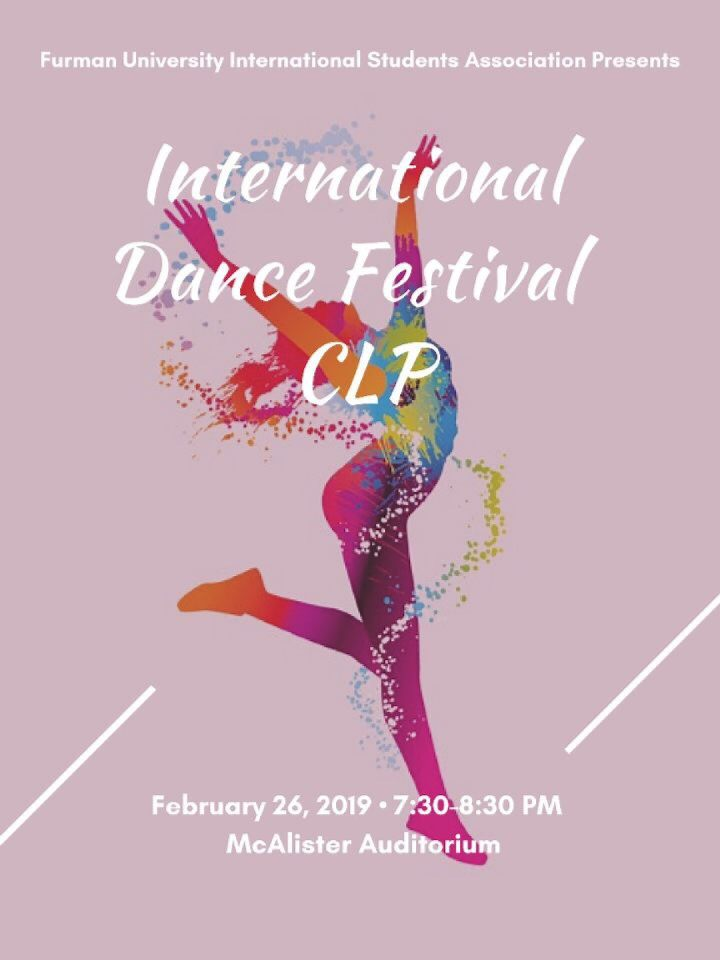 Furman University International Students Association Presents
International
Dance Festival
CLP
February 26, 2019 • 7:30-8:30 PM
McAlister Auditorium